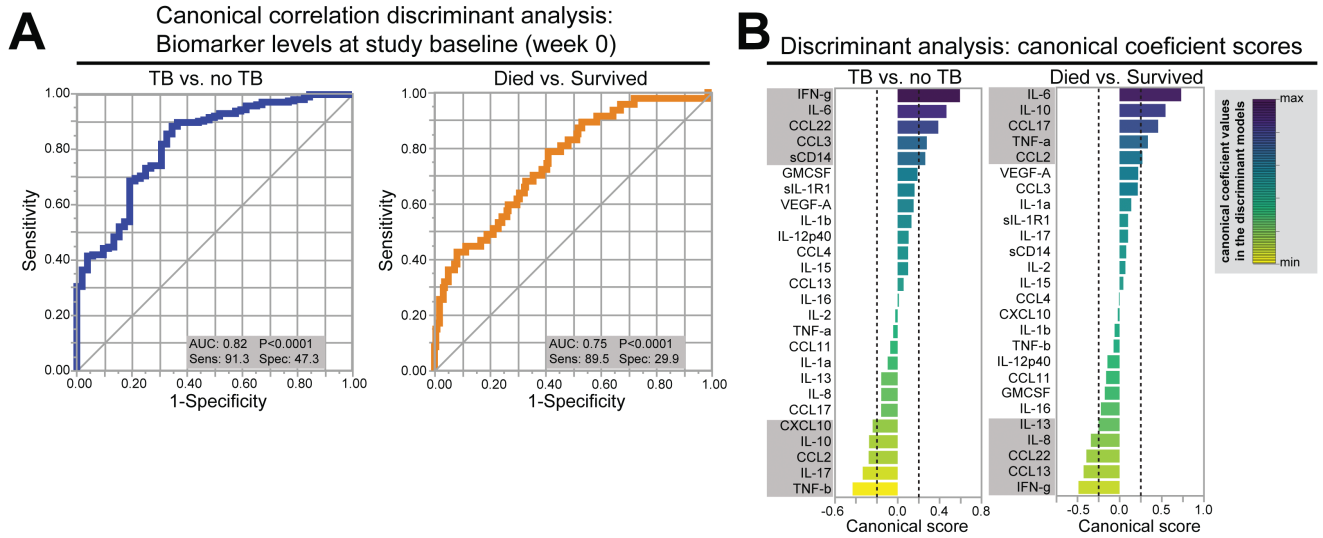 A
Canonical correlation discriminant analysis:
Biomarker levels at study baseline (week 0)
TB vs. no TB
Sensitivity
1.00
0.80
0.60
0.40
0.20
0.00
AUC: 0.82 P<0.0001
Sens: 91.3 Spec: 47.3
0.00 0.20 0.40 0.60 0.80 1.00
1-Specificity
Died vs. Survived
Sensitivity
1.00
0.80
0.60
0.40
0.20
0.00
AUC: 0.75 P<0.0001
Sens: 89.5 Spec: 29.9
0.00 0.20 0.40 0.60 0.80 1.00
1-Specificity
B
Discriminant analysis: canonical coeficient scores
TB vs. no TB
IFN-g
IL-6
CCL22
CCL3
sCD14
GMCSF
sIL-1R1
VEGF-A
IL-1b
IL-12p40
CCL4
IL-15
CCL13
IL-16
IL-2
TNF-a
CCL11
IL-1a
IL-13
IL-8
CCL17
CXCL10
IL-10
CCL2
IL-17
TNF-b
-0.6 0.0 0.4 0.8
Canonical score
Died vs. Survived
IL-6
IL-10
CCL17
TNF-a
CCL2
VEGF-A
CCL3
IL-1a
sIL-1R1
IL-17
sCD14
IL-2
IL-15
CCL4
CXCL10
IL-1b
TNF-b
IL-12p40
CCL11
GMCSF
IL-16
IL-13
IL-8
CCL22
CCL13
IFN-g
-0.5 0.0 0.5 1.0
Canonical score
canonical coefficient values
in the discriminant models
max
min